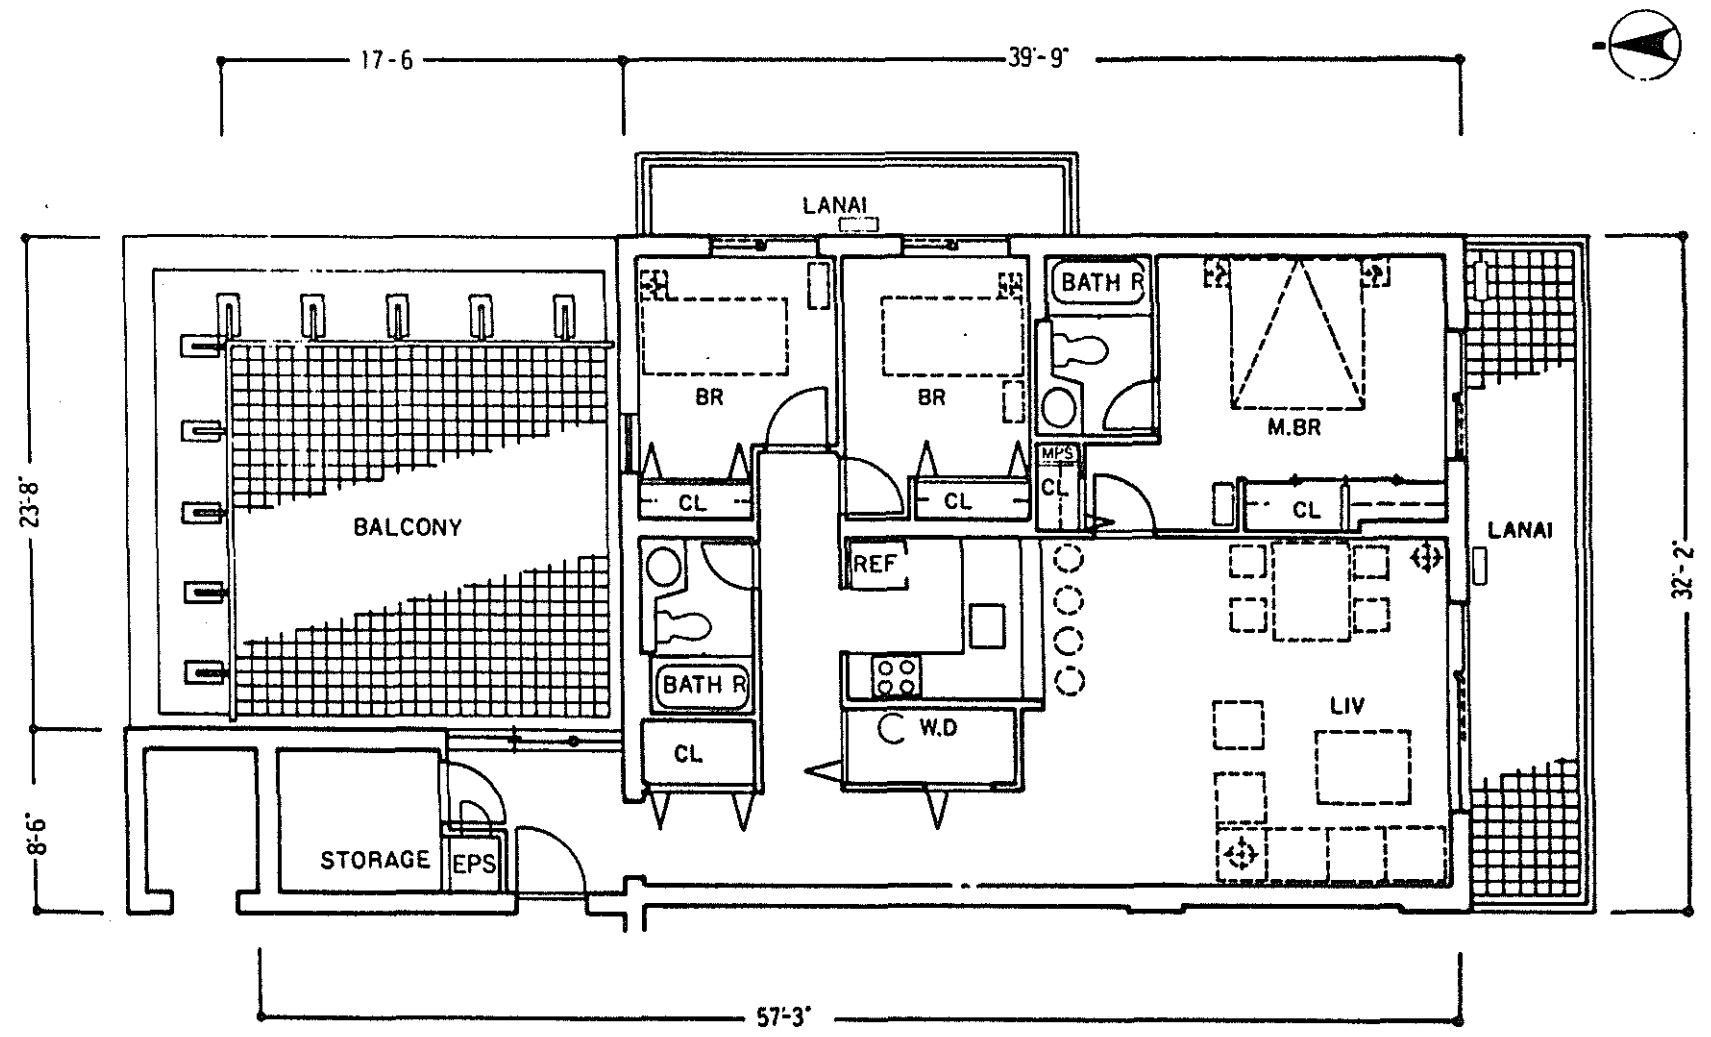 17-6
39'-9"
LANAI
BATH R
BR
BR
M.BR
MPS
CL
CL
CL
CL
23'-8"
BALCONY
LANAI
32'-2"
REF
BATH R
LIV
W.D
CL
8'-6"
STORAGE
EPS
57'-3"